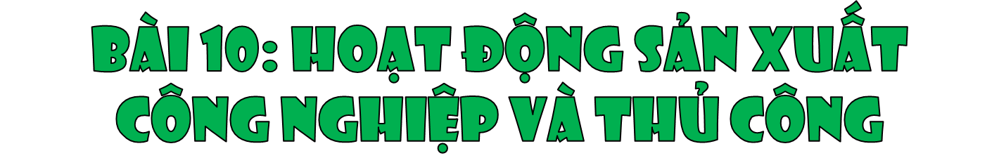 BÀI 10: HOẠT ĐỘNG SẢN XUẤT
CÔNG NGHIỆP VÀ THỦ CÔNG